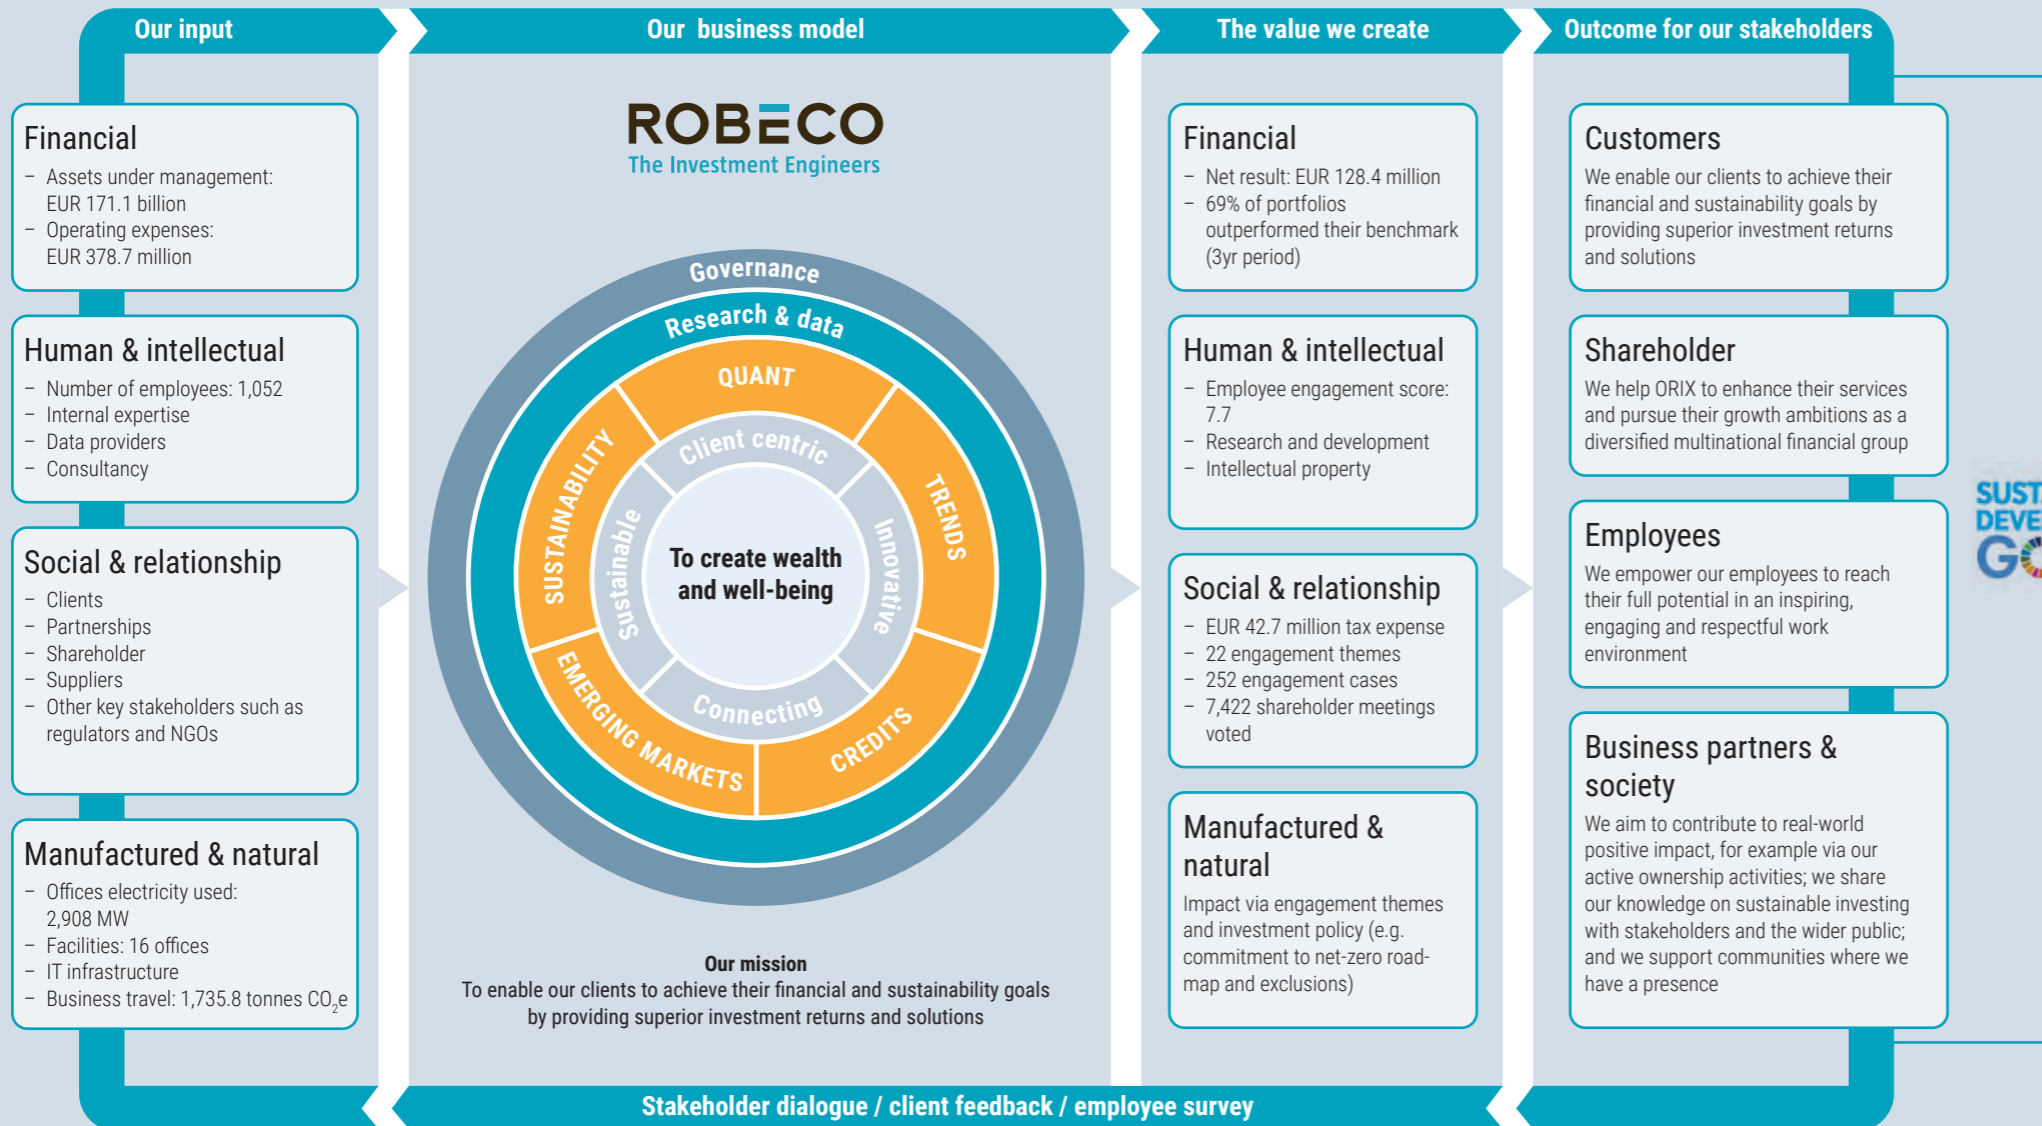 Our input
Our business model
The value we create
Outcome for our stakeholders
Financial
– Assets under management:
EUR 171.1 billion
– Operating expenses:
EUR 378.7 million
Human & intellectual
– Number of employees: 1,052
– Internal expertise
– Data providers
– Consultancy
Social & relationship
– Clients
– Partnerships
– Shareholder
– Suppliers
– Other key stakeholders such as
regulators and NGOs
Manufactured & natural
– Offices electricity used:
2,908 MW
– Facilities: 16 offices
– IT infrastructure
– Business travel: 1,735.8 tonnes CO₂e
ROBECO
The Investment Engineers
Governance
Research & data
QUANT
TRENDS
CREDITS
EMERGING MARKETS
SUSTAINABILITY
Client centric
Innovative
Connecting
Sustainable
To create wealth
and well-being
Our mission
To enable our clients to achieve their financial and sustainability goals
by providing superior investment returns and solutions
Financial
– Net result: EUR 128.4 million
– 69% of portfolios
outperformed their benchmark
(3yr period)
Human & intellectual
– Employee engagement score:
7.7
– Research and development
– Intellectual property
Social & relationship
– EUR 42.7 million tax expense
– 22 engagement themes
– 252 engagement cases
– 7,422 shareholder meetings
voted
Manufactured &
natural
Impact via engagement themes
and investment policy (e.g.
commitment to net-zero road-
map and exclusions)
Customers
We enable our clients to achieve their
financial and sustainability goals by
providing superior investment returns
and solutions
Shareholder
We help ORIX to enhance their services
and pursue their growth ambitions as a
diversified multinational financial group
Employees
We empower our employees to reach
their full potential in an inspiring,
engaging and respectful work
environment
Business partners &
society
We aim to contribute to real-world
positive impact, for example via our
active ownership activities; we share
our knowledge on sustainable investing
with stakeholders and the wider public;
and we support communities where we
have a presence
Stakeholder dialogue / client feedback / employee survey